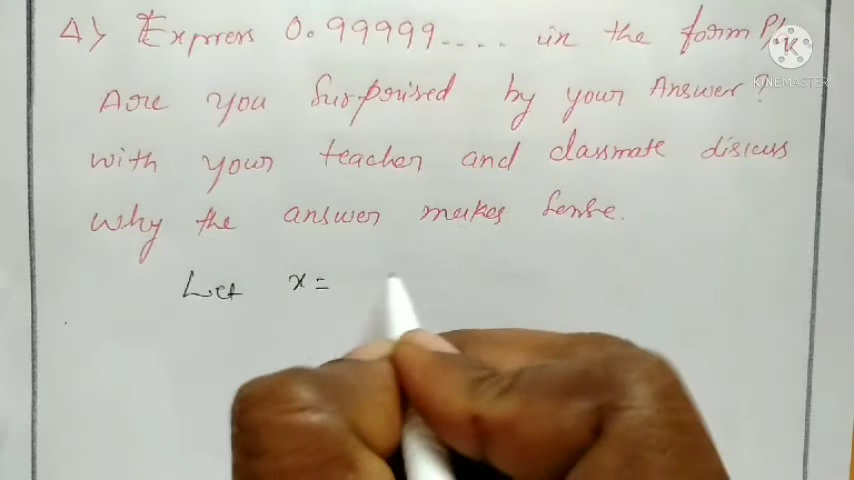 4) Express 0.99999.... in the form P/
Are you Surprised by your Answer?
with your teacher and classmate discuss
why the answer makes sense.
Let x =
KINEMASTER